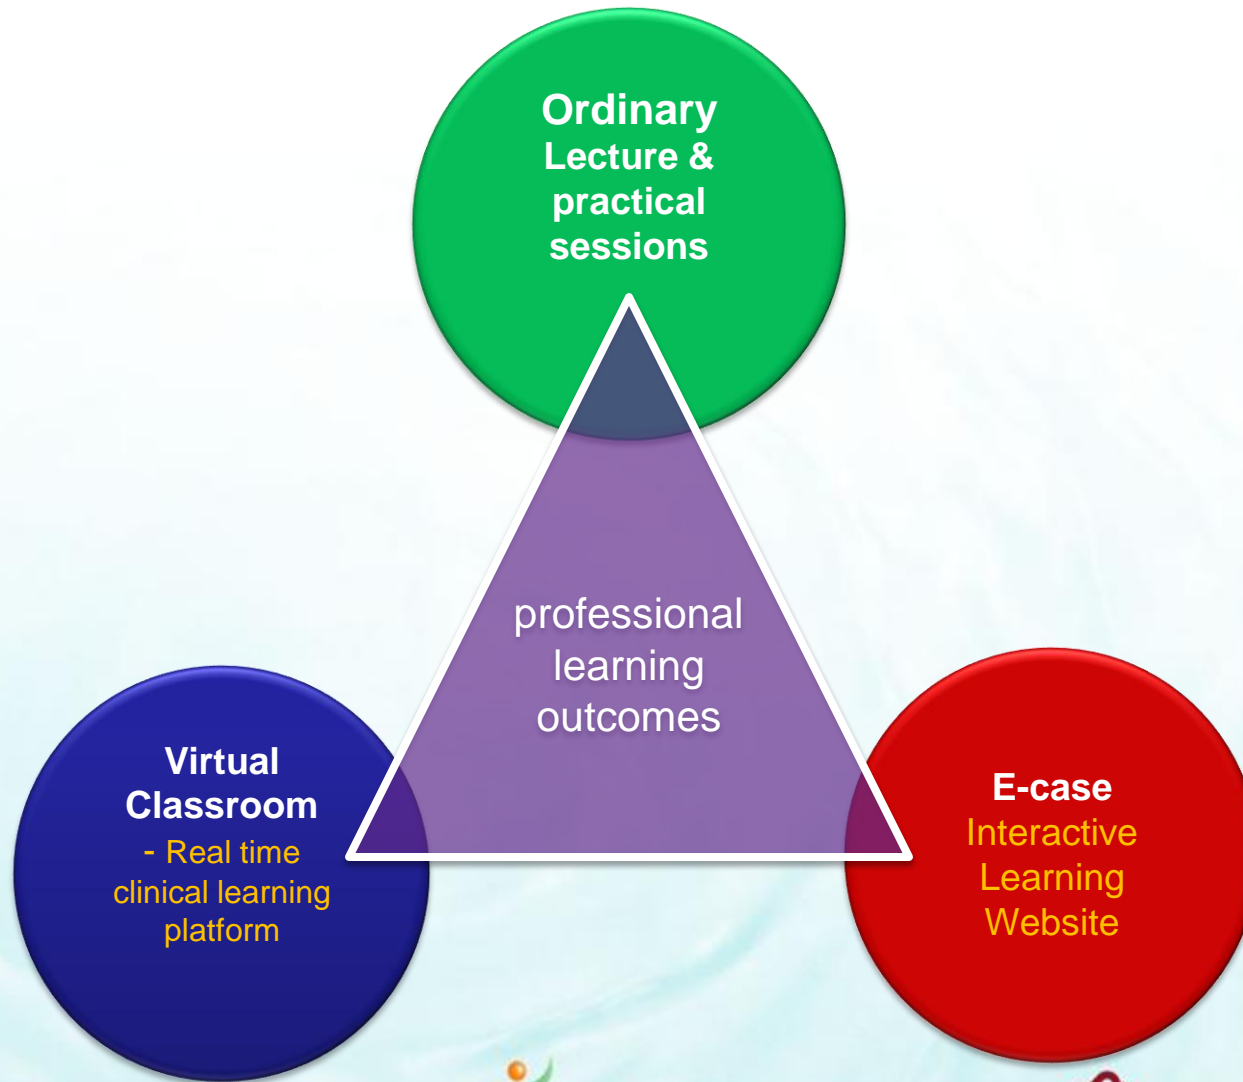 Ordinary
Lecture &
practical
sessions
professional
learning
outcomes
Virtual
Classroom
- Real time
clinical learning
platform
E-case
Interactive
Learning
Website